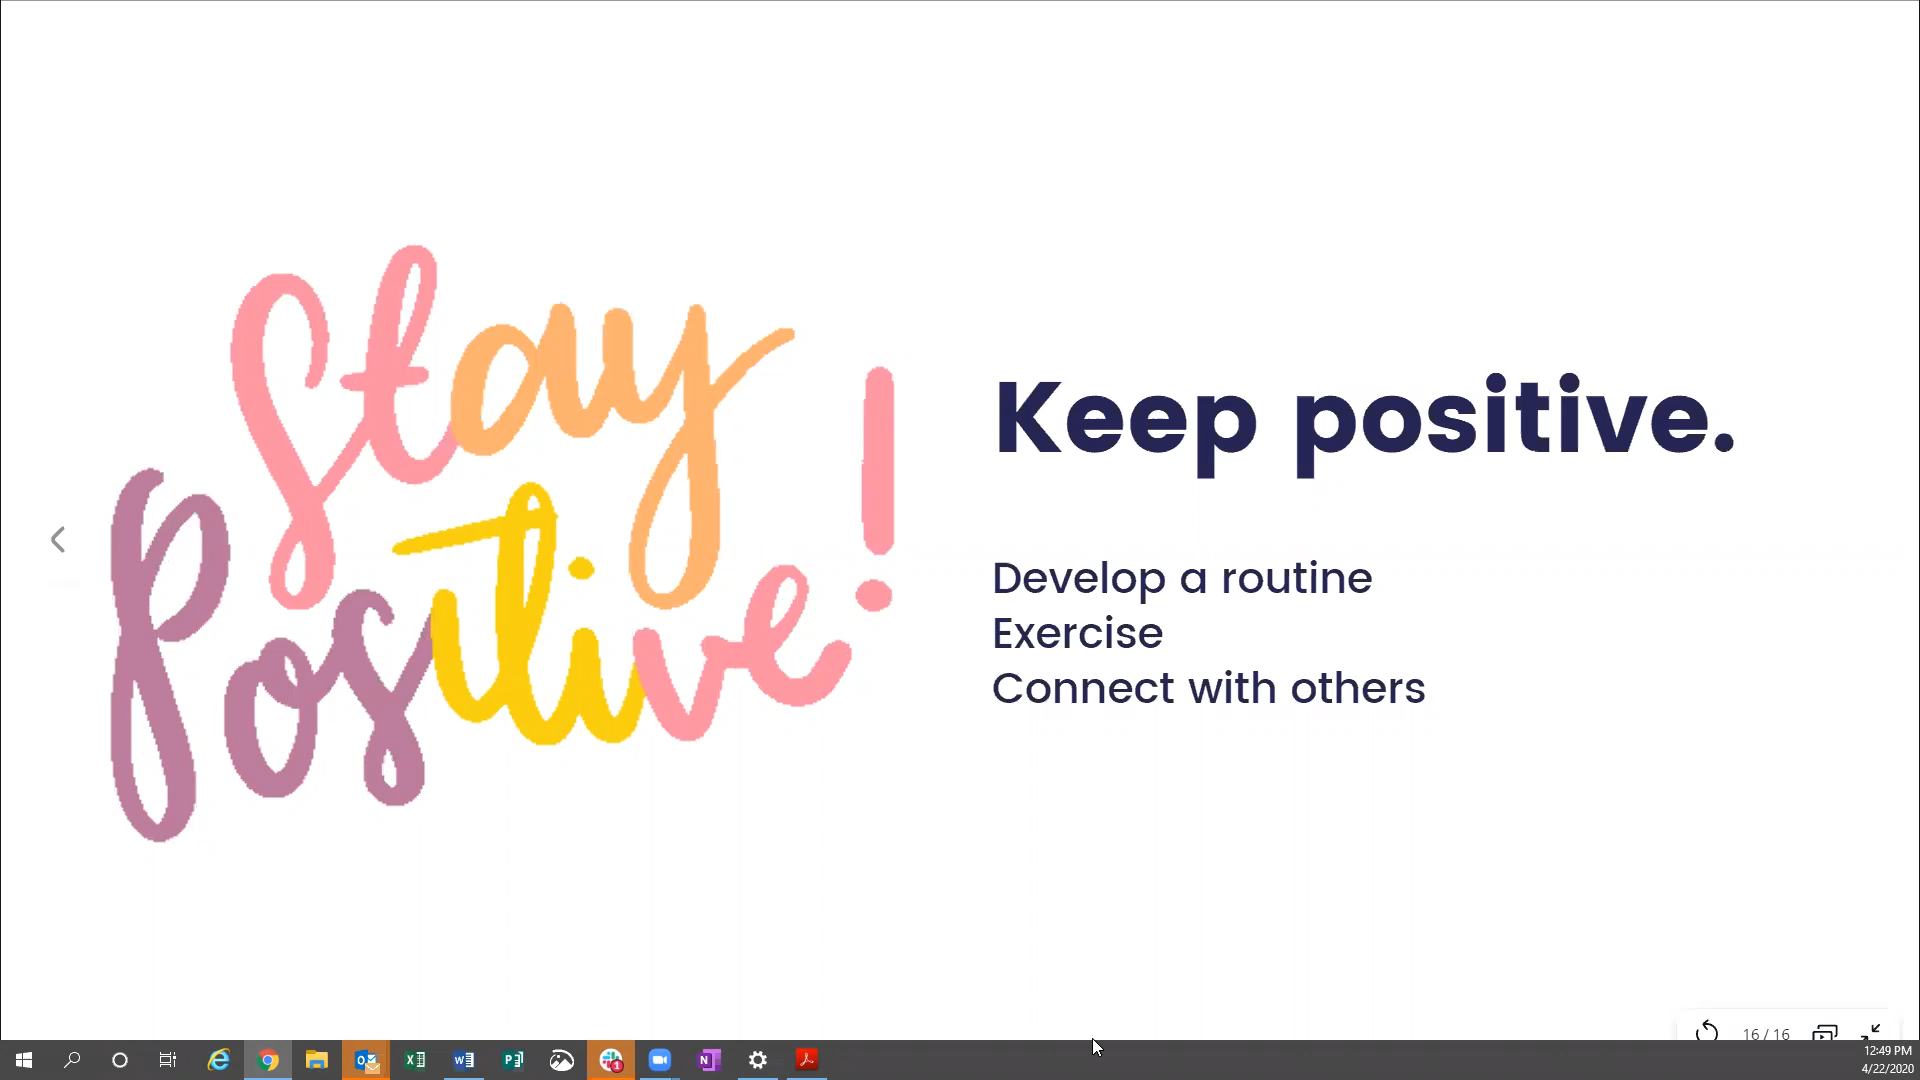 Stay
Positive!
Keep positive.
Develop a routine
Exercise
Connect with others
16 / 16
12:49 PM
4/22/2020